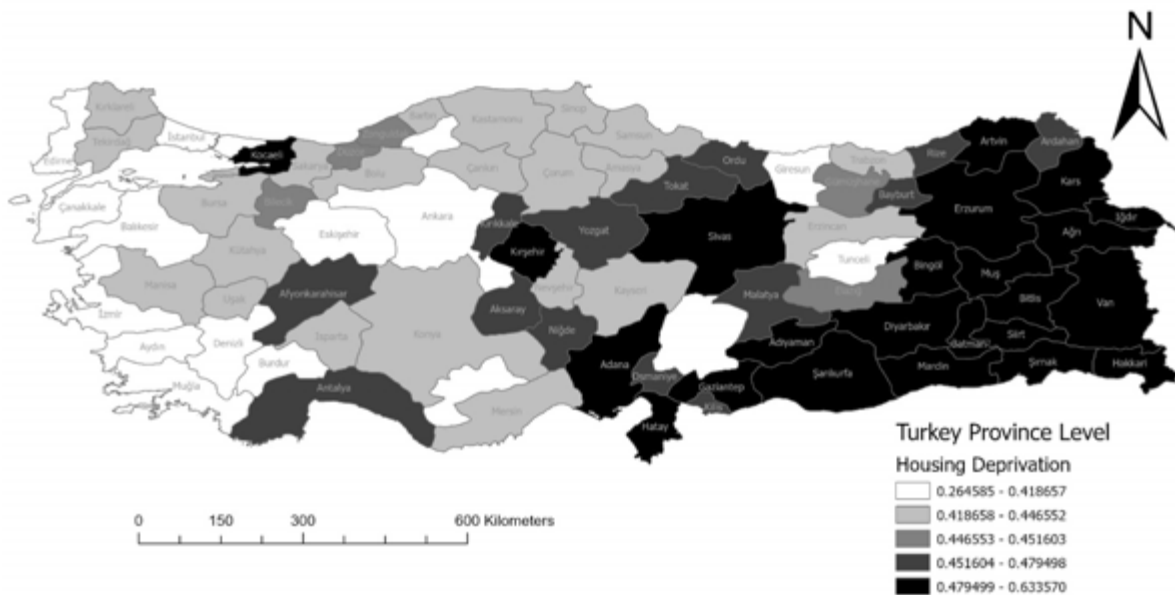 N
Kırklareli
Tekirdağ
Edirne
İstanbul
Kocaeli
Sakarya
Zonguldak
Bartın
Kastamonu
Sinop
Samsun
Bolu
Çankırı
Çorum
Amasya
Ordu
Tokat
Giresun
Trabzon
Rize
Artvin
Ardahan
Kars
Gümüşhane
Bayburt
Erzurum
Iğdır
Ağrı
Çanakkale
Balıkesir
Bursa
Bilecik
Eskişehir
Ankara
Kırıkkale
Yozgat
Sivas
Erzincan
Tunceli
Kırşehir
Kütahya
Manisa
Uşak
Afyonkarahisar
Nevşehir
Kayseri
Malatya
Elazığ
Bingöl
Muş
Bitlis
Van
İzmir
Aydın
Denizli
Isparta
Konya
Aksaray
Niğde
Diyarbakır
Batman
Siirt
Burdur
Muğla
Antalya
Mersin
Adana
Osmaniye
Adıyaman
Gaziantep
Kilis
Hatay
Şanlıurfa
Mardin
Şırnak
Hakkari
Turkey Province Level
Housing Deprivation
0.264585 - 0.418657
0.418658 - 0.446552
0.446553 - 0.451603
0.451604 - 0.479498
0.479499 - 0.633570
0 150 300 600 Kilometers